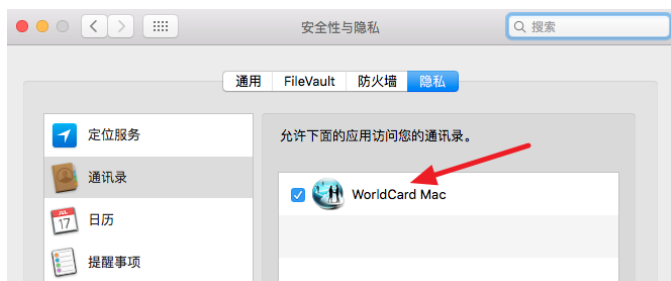 安全性与隐私
搜索
通用 FileVault 防火墙 隐私
定位服务
允许下面的应用访问您的通讯录。
通讯录
WorldCard Mac
JUL
17
日历
提醒事项